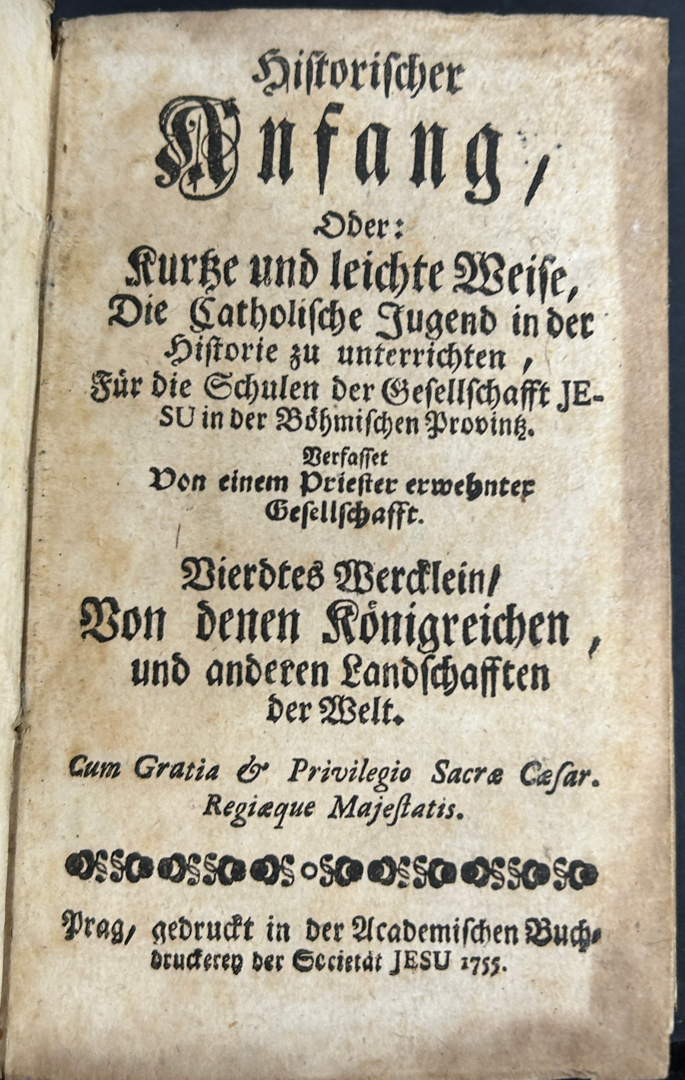 Hiſtoriſcher
Anfang,
Oder:
Kurtze und leichte Weiſe,
Die Catholiſche Jugend in der
Hiſtorie zu unterrichten,
Für die Schulen der Geſellſchafft JE-
SU in der Böhmiſchen Provintz.
Verfaſſet
Von einem Prieſter erwehnter
Geſellſchafft.
Vierdtes Wercklein/
Von denen Königreichen,
und anderen Landſchafften
der Welt.
Cum Gratia & Privilegio Sacræ Cæſar.
Regiæque Majeſtatis.
Prag/ gedruckt in der Academiſchen Buch-
druckerey der Societät JESU 1755.